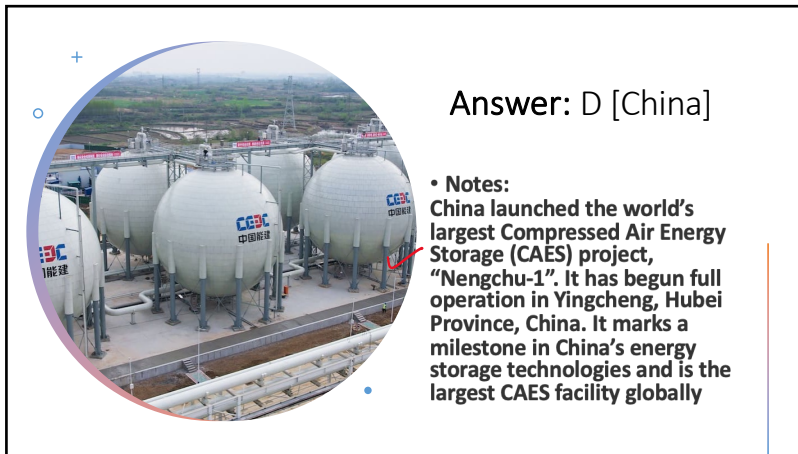 Answer: D [China]
• Notes:
China launched the world’s
largest Compressed Air Energy
Storage (CAES) project,
“Nengchu-1”. It has begun full
operation in Yingcheng, Hubei
Province, China. It marks a
milestone in China’s energy
storage technologies and is the
largest CAES facility globally
CEEC
中国能建
CEEC
中国能建